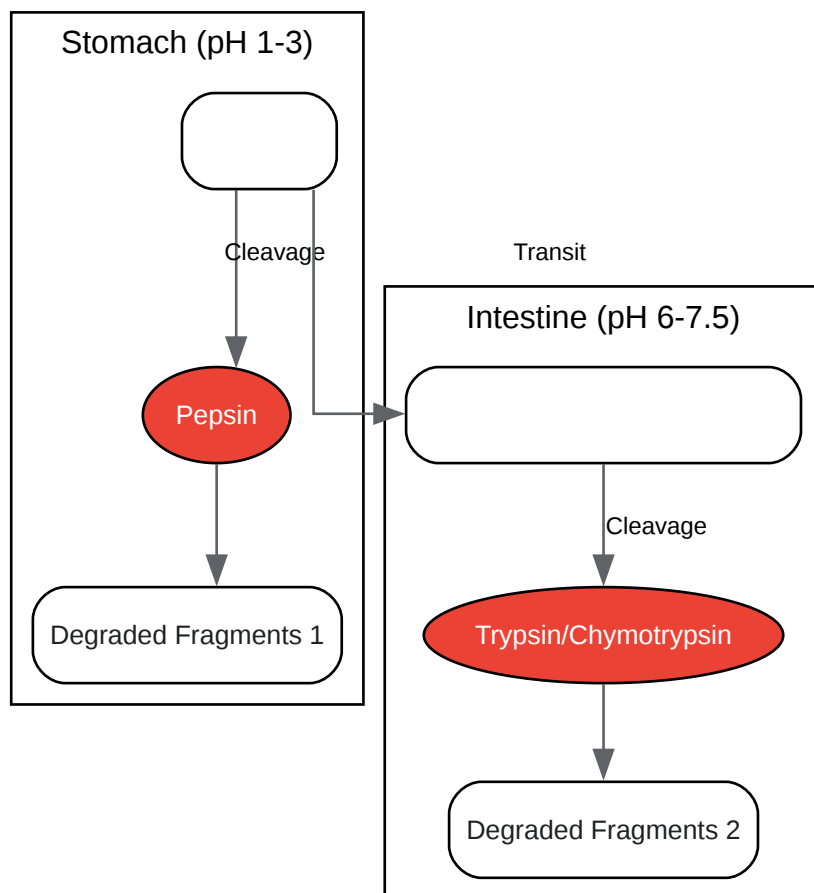 Stomach (pH 1-3)
Cleavage
Transit
Intestine (pH 6-7.5)
Pepsin
Cleavage
Degraded Fragments 1
Trypsin/Chymotrypsin
Degraded Fragments 2